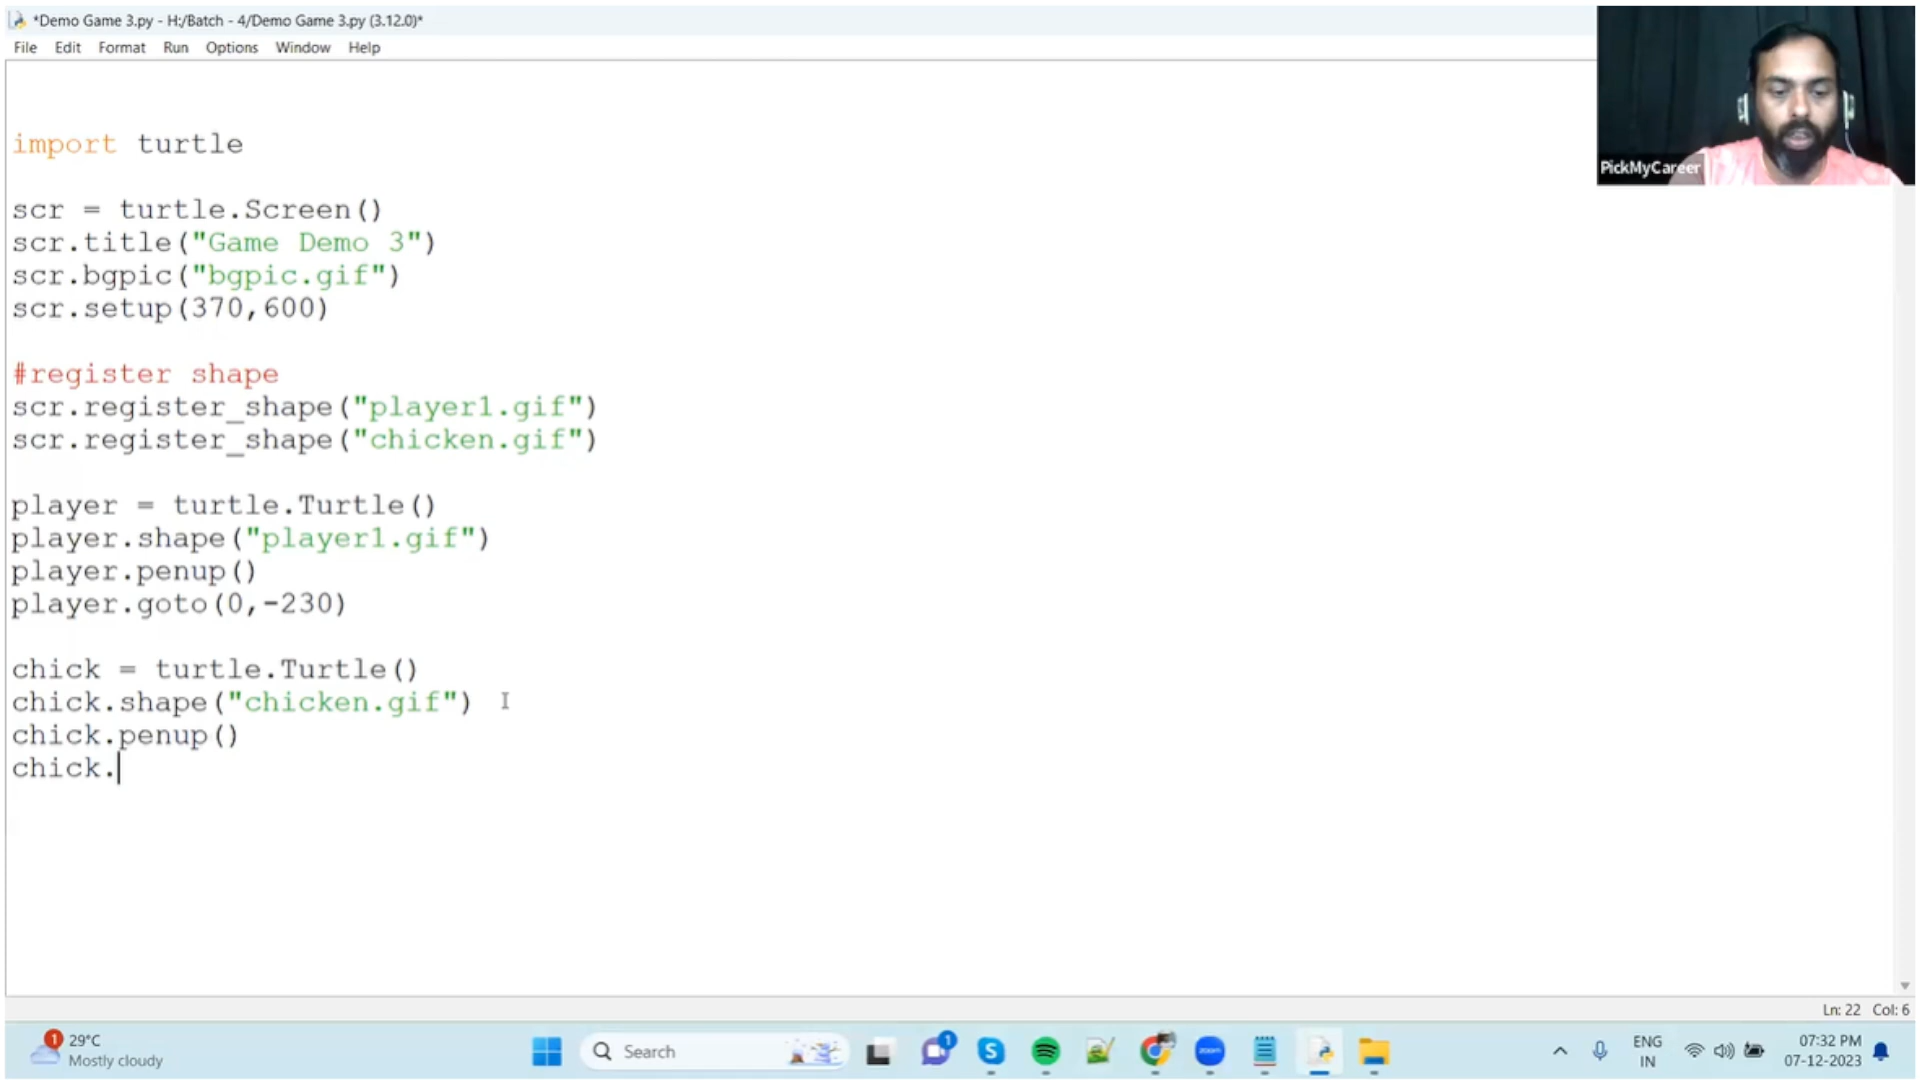 *Demo Game 3.py - H:/Batch - 4/Demo Game 3.py (3.12.0)*
File Edit Format Run Options Window Help
PickMyCareer
import turtle
scr = turtle.Screen()
scr.title("Game Demo 3")
scr.bgpic("bgpic.gif")
scr.setup(370,600)
#register shape
scr.register_shape("player1.gif")
scr.register_shape("chicken.gif")
player = turtle.Turtle()
player.shape("player1.gif")
player.penup()
player.goto(0,-230)
chick = turtle.Turtle()
chick.shape("chicken.gif")
chick.penup()
chick.
Ln: 22 Col: 6
1
29°C
Mostly cloudy
Search
1
zoom
ENG
IN
07:32 PM
07-12-2023